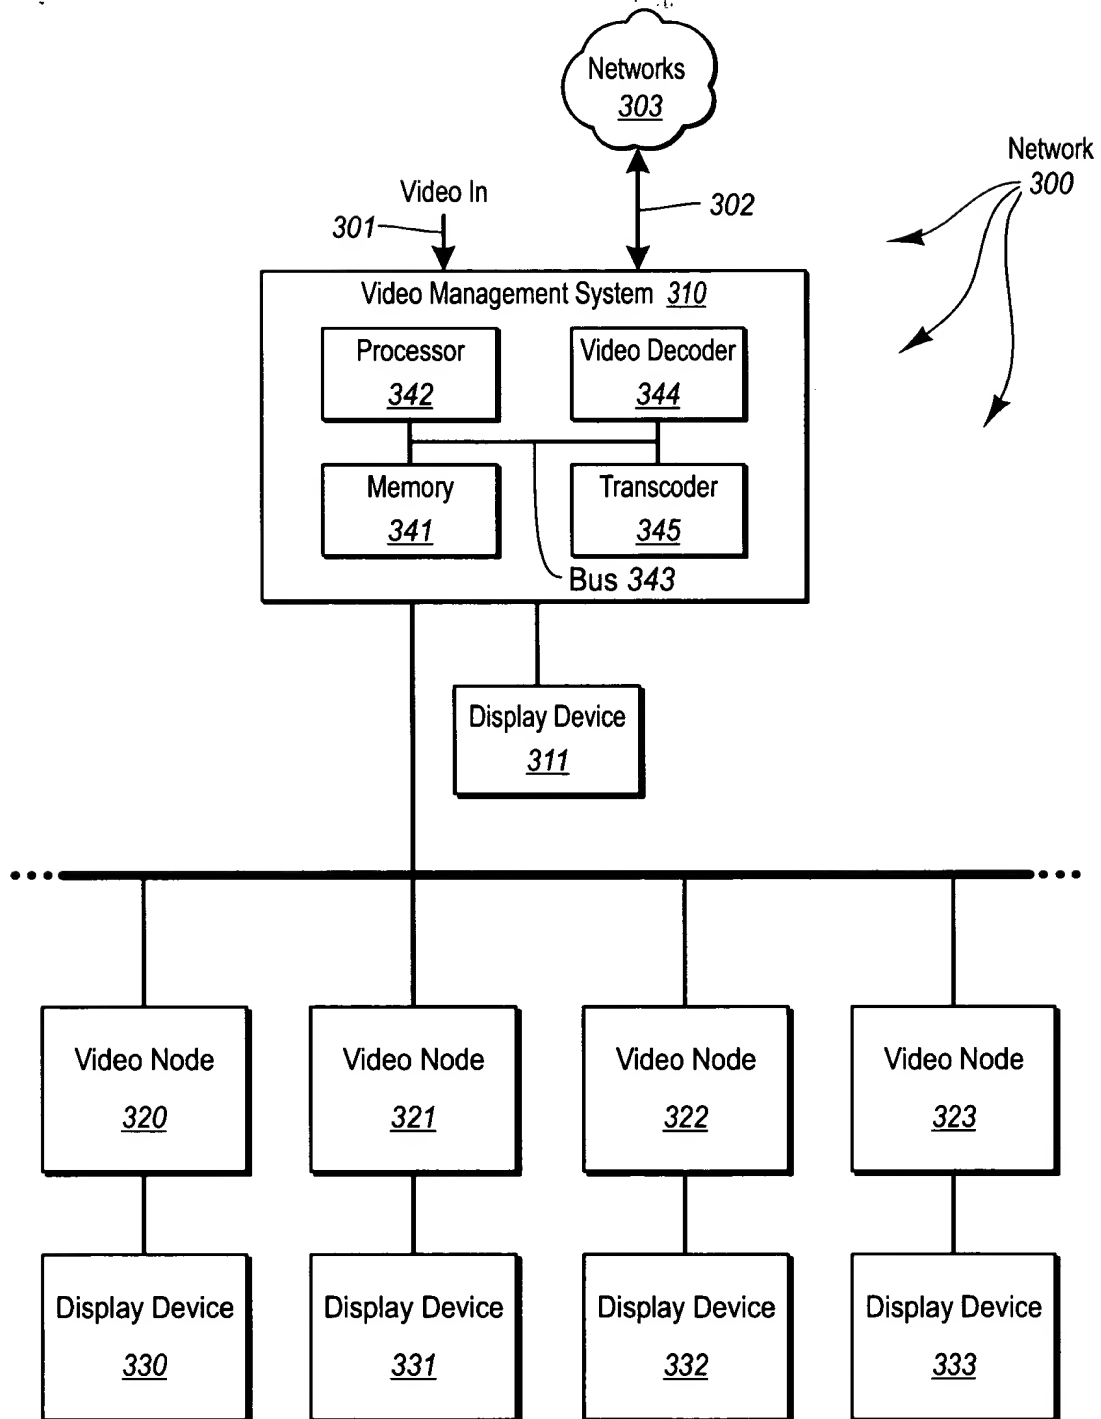 Networks
303
Network
300
Video In
301
302
Video Management System 310
Processor
342
Video Decoder
344
Memory
341
Transcoder
345
Bus 343
Display Device
311
Video Node
320
Video Node
321
Video Node
322
Video Node
323
Display Device
330
Display Device
331
Display Device
332
Display Device
333